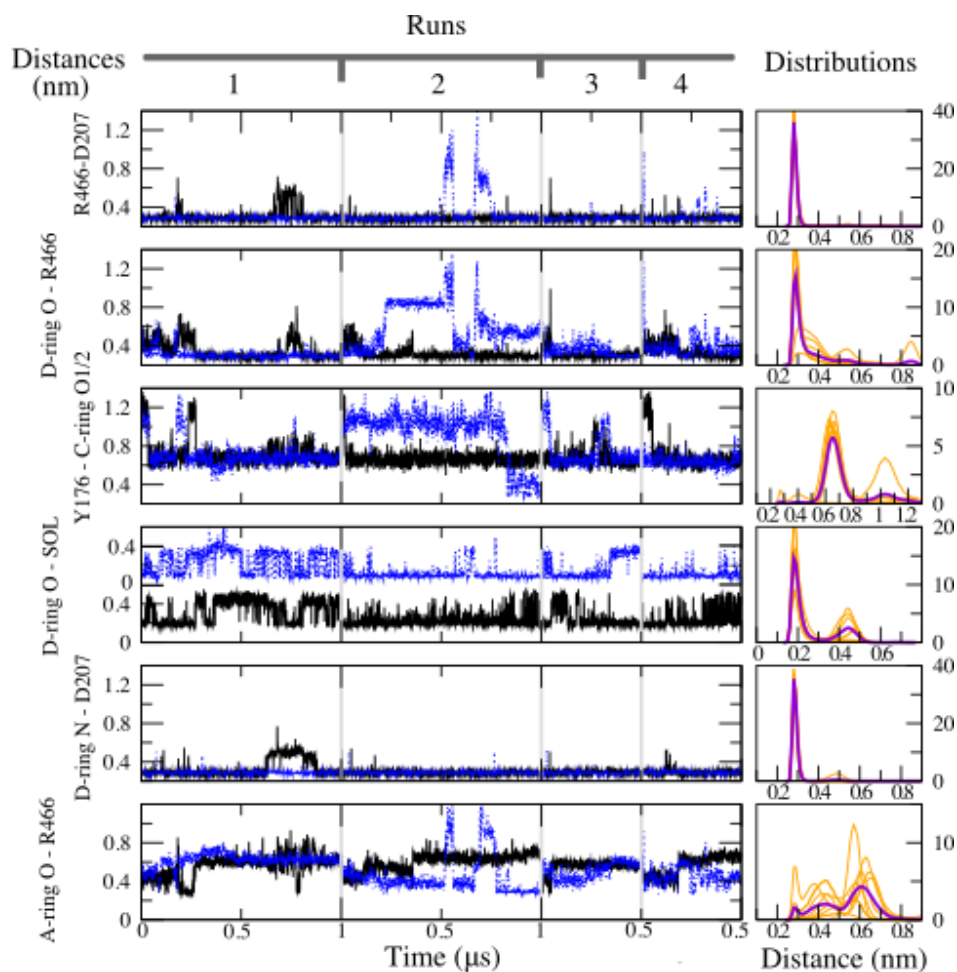 Runs
Distances
(nm)
Distributions
1 2 3 4
R466-D207
1.2
0.8
0.4
40
20
0
0.2 0.4 0.6 0.8
D-ring O - R466
1.2
0.8
0.4
20
10
0
0.2 0.4 0.6 0.8
Y176 - C-ring O1/2
1.2
0.8
0.4
10
5
0
0.2 0.4 0.6 0.8 1 1.2
D-ring O - SOL
0.4
0
0.4
0
20
10
0
0 0.2 0.4 0.6
D-ring N - D207
1.2
0.8
0.4
40
20
0
0.2 0.4 0.6 0.8
A-ring O - R466
0.8
0.4
0
10
5
0
0 0.5 1 0.5 1 0.5 0 0.5
0.2 0.4 0.6 0.8
Time (μs)
Distance (nm)